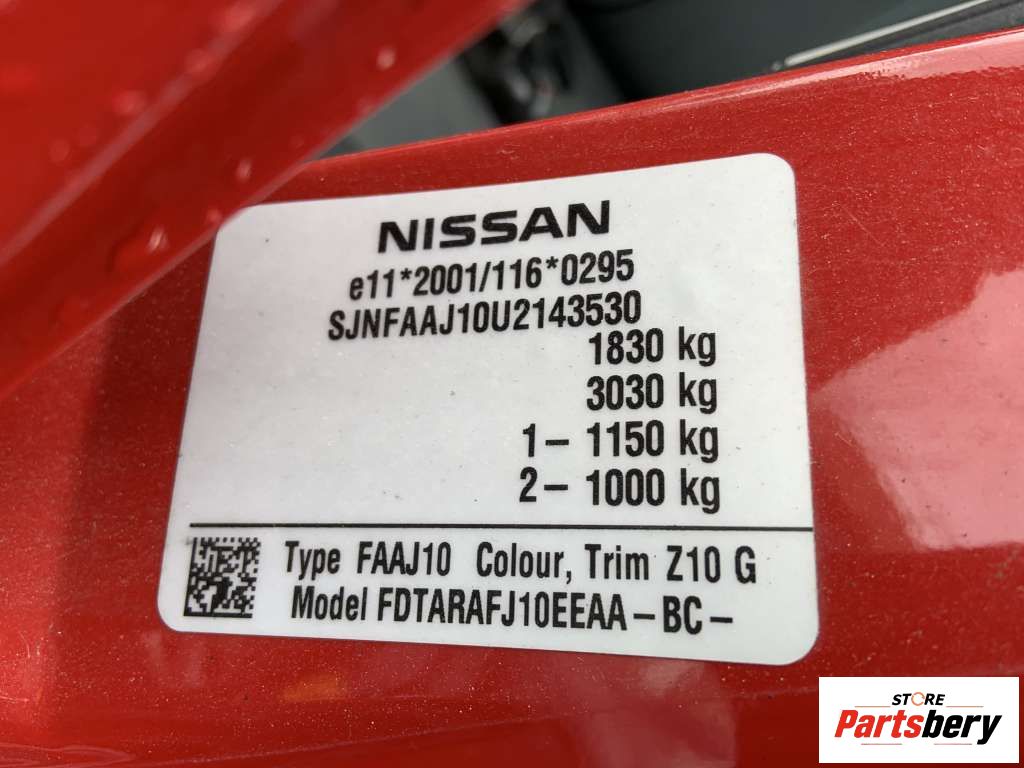 NISSAN
e11*2001/116*0295
SJNFAAJ10U2143530
1830 kg
3030 kg
1– 1150 kg
2– 1000 kg
Type FAAJ10 Colour, Trim Z10 G
Model FDTARAFJ10EEAA–BC–
STORE
Partsbery